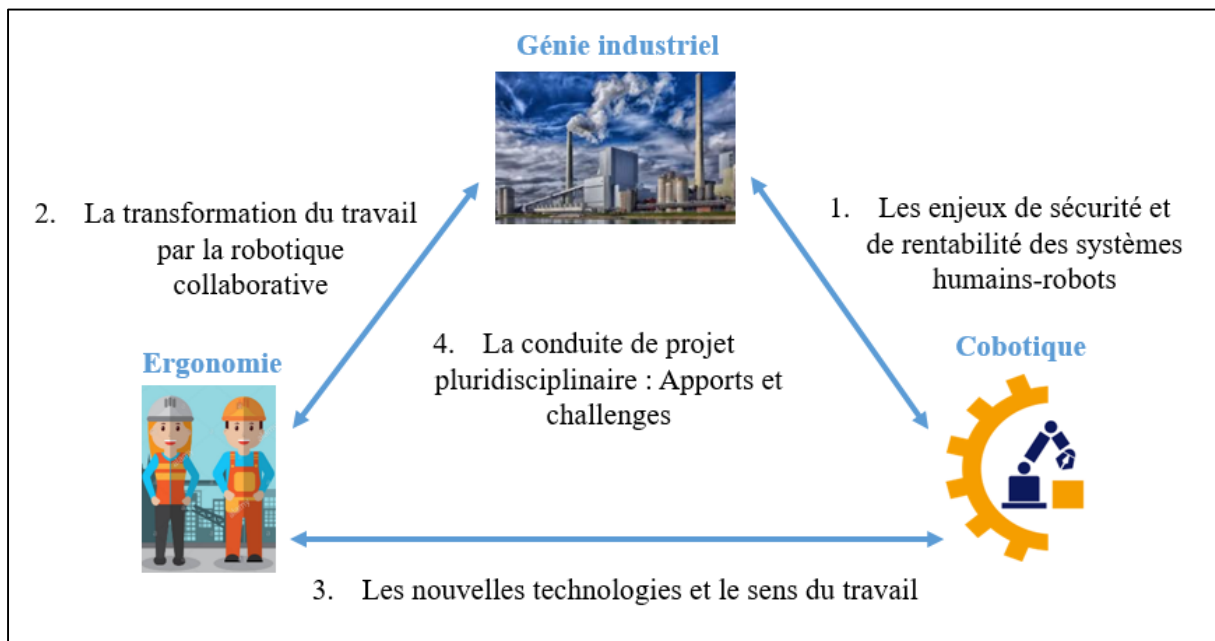 Génie industriel
2. La transformation du travail
par la robotique
collaborative
1. Les enjeux de sécurité et
de rentabilité des systèmes
humains-robots
Ergonomie
4. La conduite de projet
pluridisciplinaire : Apports et
challenges
Cobotique
3. Les nouvelles technologies et le sens du travail